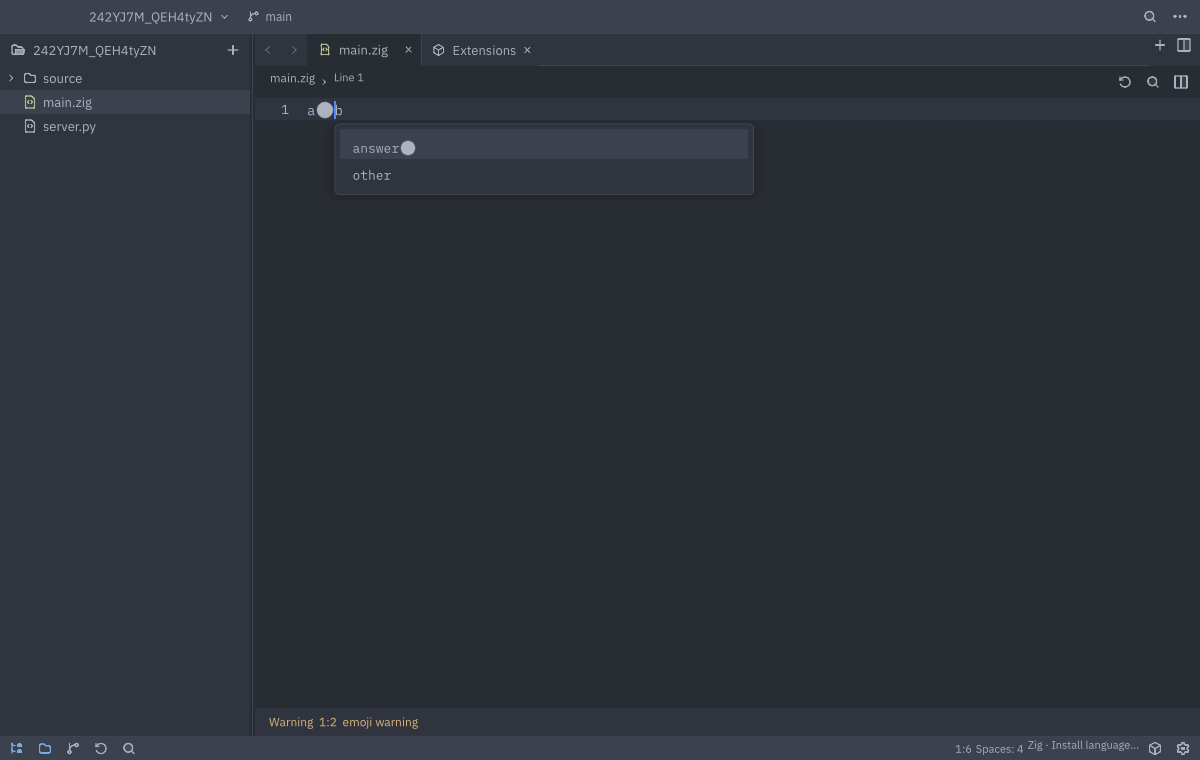 242YJ7M_QEH4tyZN main
242YJ7M_QEH4tyZN
source
main.zig
server.py
main.zig Extensions
main.zig › Line 1
1 a⚫b
answer⚫
other
Warning 1:2 emoji warning
1:6 Spaces: 4 Zig · Install language…